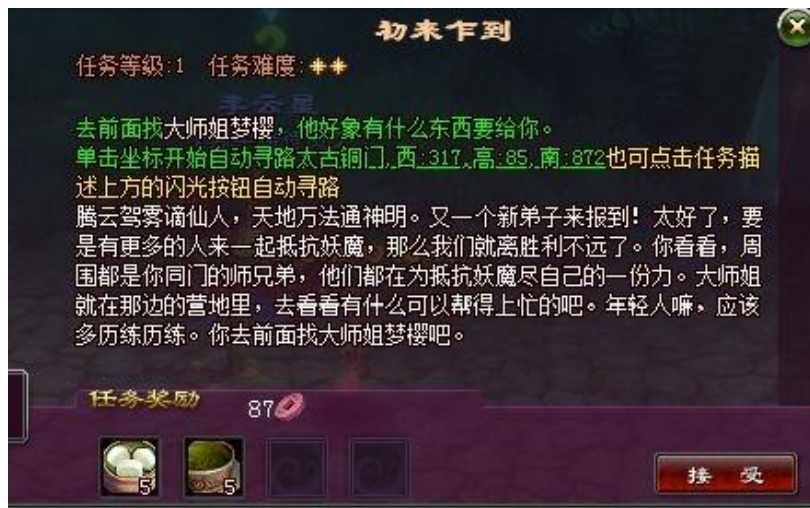 初来乍到
任务等级:1 任务难度:
去前面找大师姐梦樱，他好象有什么东西要给你。
单击坐标开始自动寻路太古铜门,西:317,高:85,南:872也可点击任务描
述上方的闪光按钮自动寻路
腾云驾雾谪仙人，天地万法通神明。又一个新弟子来报到！太好了，要
是有更多的人来一起抵抗妖魔，那么我们就离胜利不远了。你看看，周
围都是你同门的师兄弟，他们都在为抵抗妖魔尽自己的一份力。大师姐
就在那边的营地里，去看看有什么可以帮得上忙的吧。年轻人嘛，应该
多历练历练。你去前面找大师姐梦樱吧。
任务奖励 87
5 5
接 受